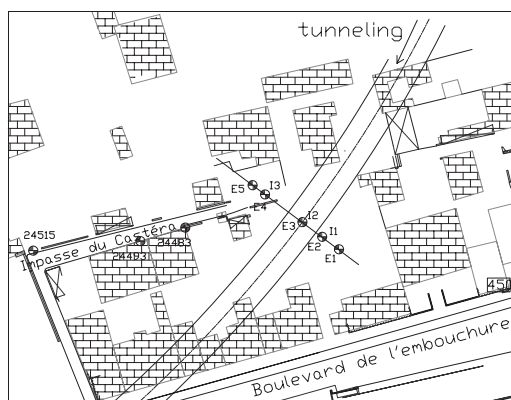 tunneling
E5
I3
E4
I2
E3
I1
E2
E1
24515
Impasse du Castéra
24483
24493
450
Boulevard de l'embouchure